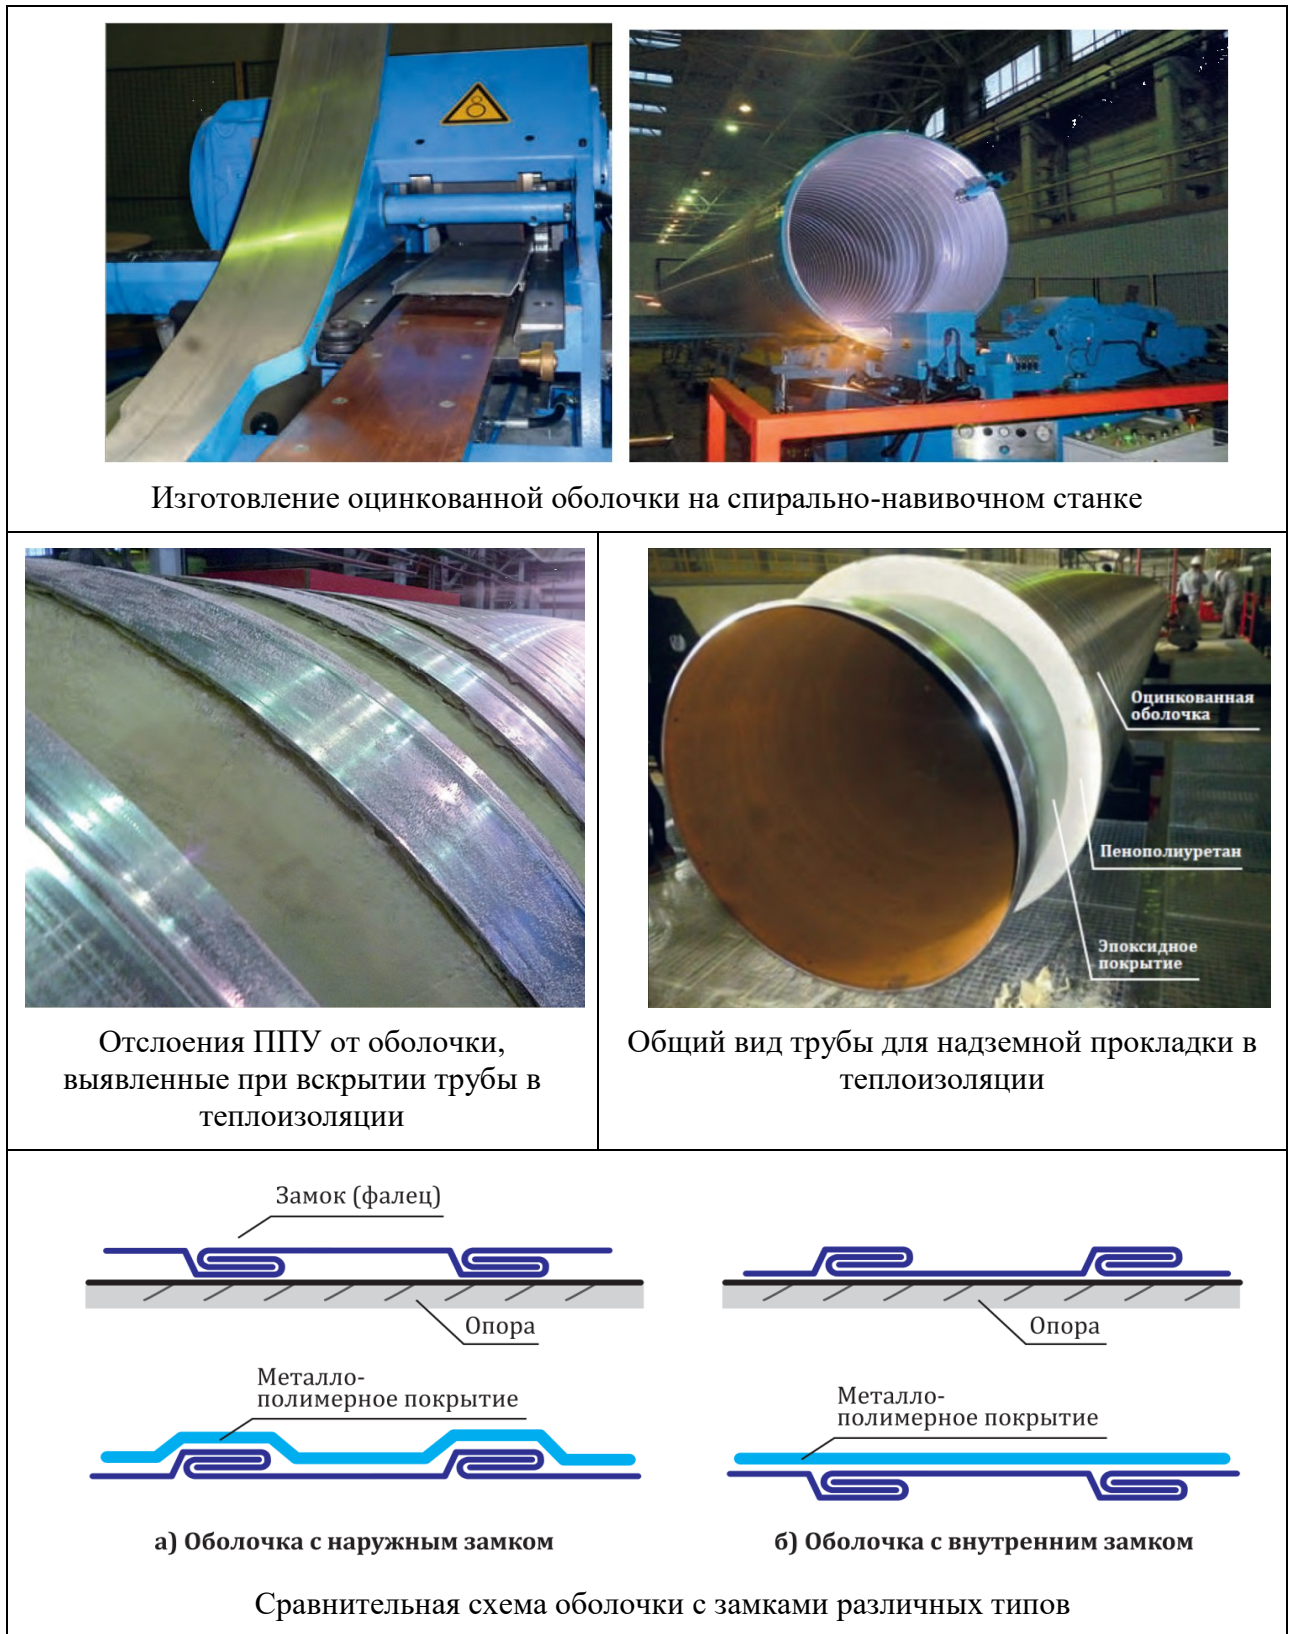 Изготовление оцинкованной оболочки на спирально-навивочном станке
Оцинкованная
оболочка
Пенополиуретан
Эпоксидное
покрытие
Отслоения ППУ от оболочки,
выявленные при вскрытии трубы в
теплоизоляции
Общий вид трубы для надземной прокладки в
теплоизоляции
Замок (фалец)
Опора
Опора
Металло-
полимерное покрытие
Металло-
полимерное покрытие
а) Оболочка с наружным замком
б) Оболочка с внутренним замком
Сравнительная схема оболочки с замками различных типов